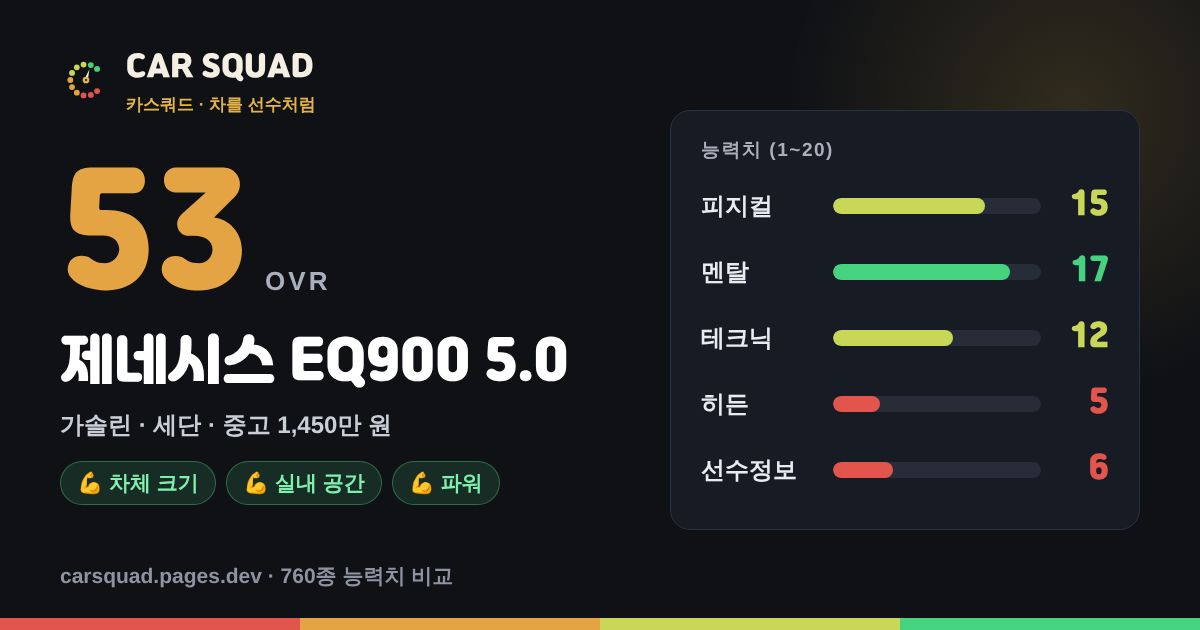 CAR SQUAD
카스쿼드 · 차를 선수처럼
53 OVR
제네시스 EQ900 5.0
가솔린 · 세단 · 중고 1,450만 원
💪 차체 크기 💪 실내 공간 💪 파워
carsquad.pages.dev · 760종 능력치 비교
능력치 (1~20)
피지컬 15
멘탈 17
테크닉 12
히든 5
선수정보 6